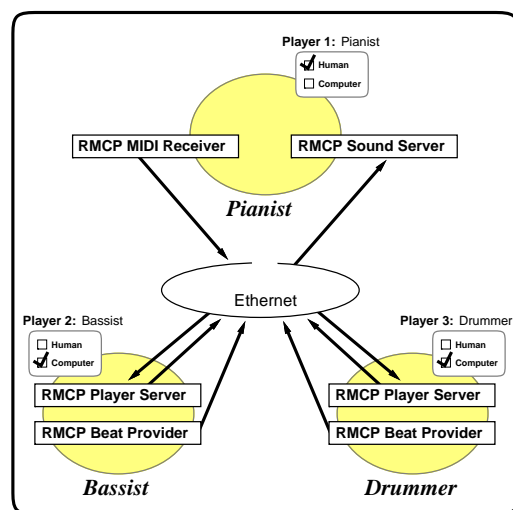 Player 1: Pianist
Human
Computer
RMCP MIDI Receiver
RMCP Sound Server
Pianist
Ethernet
Player 2: Bassist
Human
Computer
RMCP Player Server
RMCP Beat Provider
Bassist
Player 3: Drummer
Human
Computer
RMCP Player Server
RMCP Beat Provider
Drummer